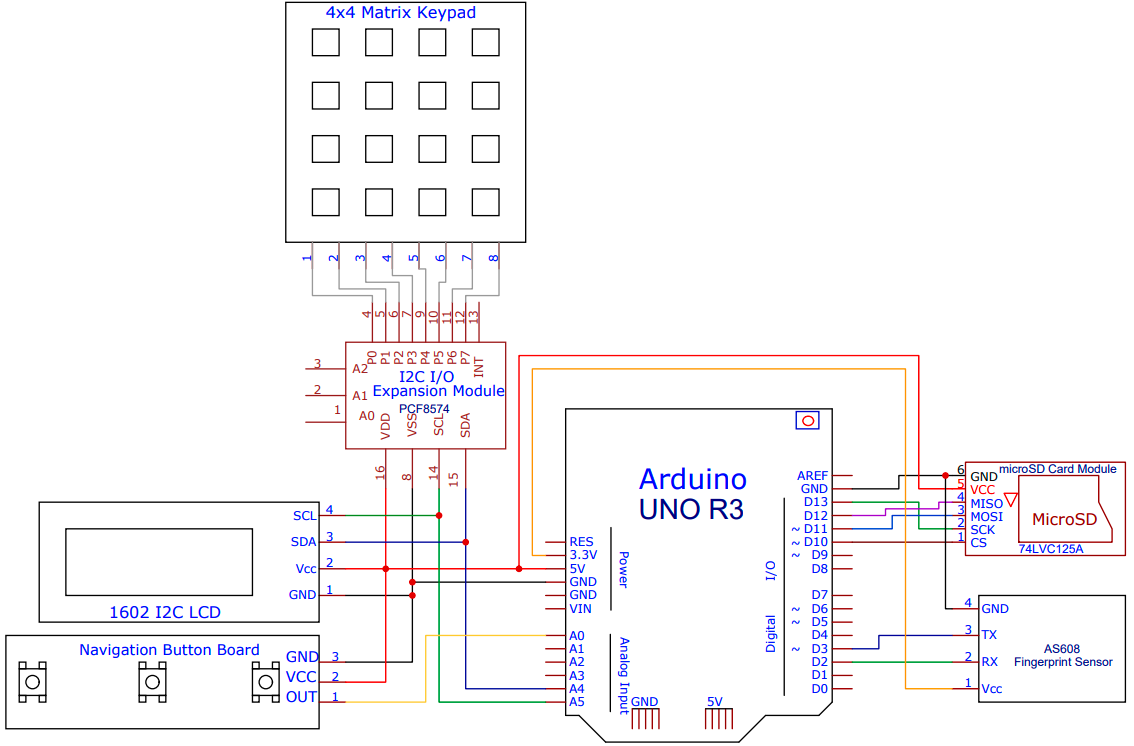 4x4 Matrix Keypad
1 2 3 4 5 6 7 8
4 5 6 7 9 10 11 12 13
P0 P1 P2 P3 P4 P5 P6 P7 INT
3 A2
2 A1
1 A0
I2C I/O
Expansion Module
PCF8574
VDD VSS SCL SDA
16 8 14 15
SCL 4
SDA 3
Vcc 2
GND 1
1602 I2C LCD
Navigation Button Board
GND 3
VCC 2
OUT 1
Arduino
UNO R3
RES
3.3V
5V
GND
GND
VIN
Power
A0
A1
A2
A3
A4
A5
Analog Input
GND
5V
AREF
GND
D13
D12
~ D11
~ D10
~ D9
D8
I/O
D7
~ D6
~ D5
D4
~ D3
D2
D1
D0
Digital
microSD Card Module
6 GND
5 VCC
4 MISO
3 MOSI
2 SCK
1 CS
MicroSD
74LVC125A
4 GND
3 TX
2 RX
1 Vcc
AS608
Fingerprint Sensor